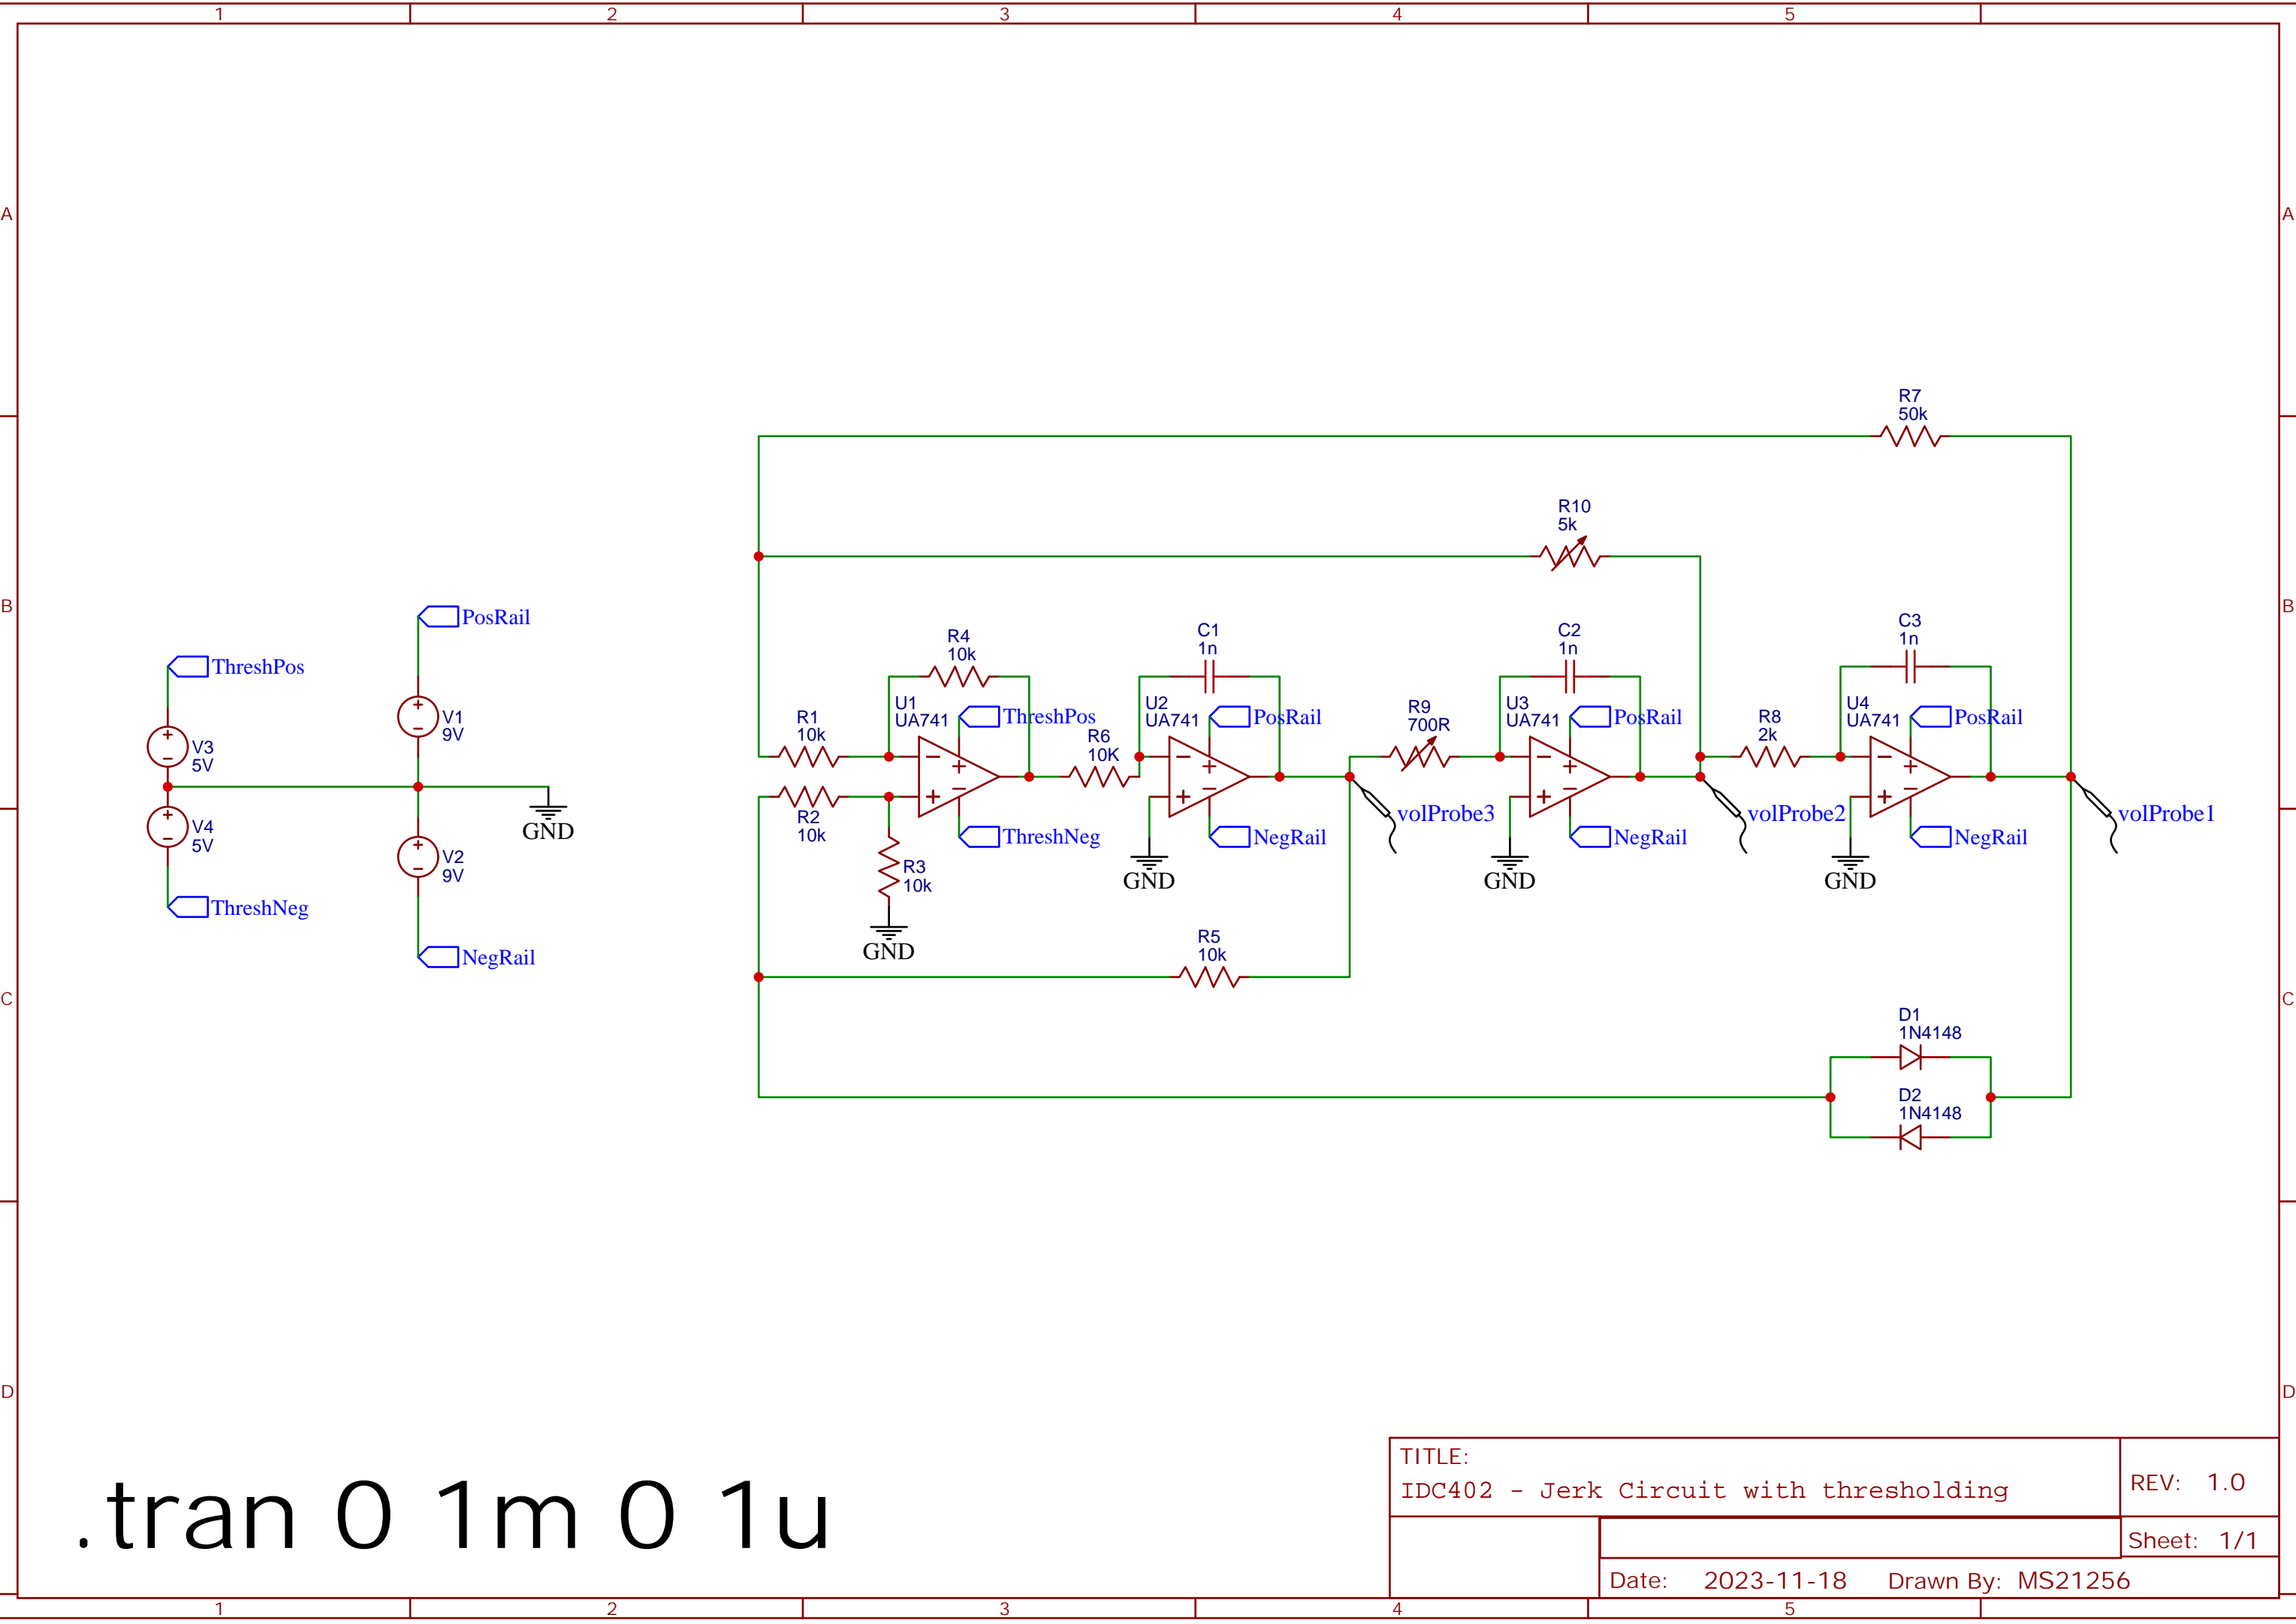 1 2 3 4 5
A A
R7
50k
R10
5k
B B
PosRail
C1 C2 C3
1n 1n 1n
R4
10k
ThreshPos
U1 U2 U3 U4
UA741 UA741 UA741 UA741
ThreshPos PosRail PosRail PosRail
V1
9V
R1
10k
R6
10K
R9
700R
R8
2k
V3
5V
R2
10k
V4
5V
GND
ThreshNeg NegRail NegRail NegRail
volProbe3 volProbe2 volProbe1
V2
9V
R3
10k
GND GND GND
ThreshNeg
GND
R5
10k
NegRail
C C
D1
1N4148
D2
1N4148
D D
.tran 0 1m 0 1u
TITLE:
IDC402 - Jerk Circuit with thresholding
REV: 1.0
Sheet: 1/1
Date: 2023-11-18 Drawn By: MS21256
1 2 3 4 5